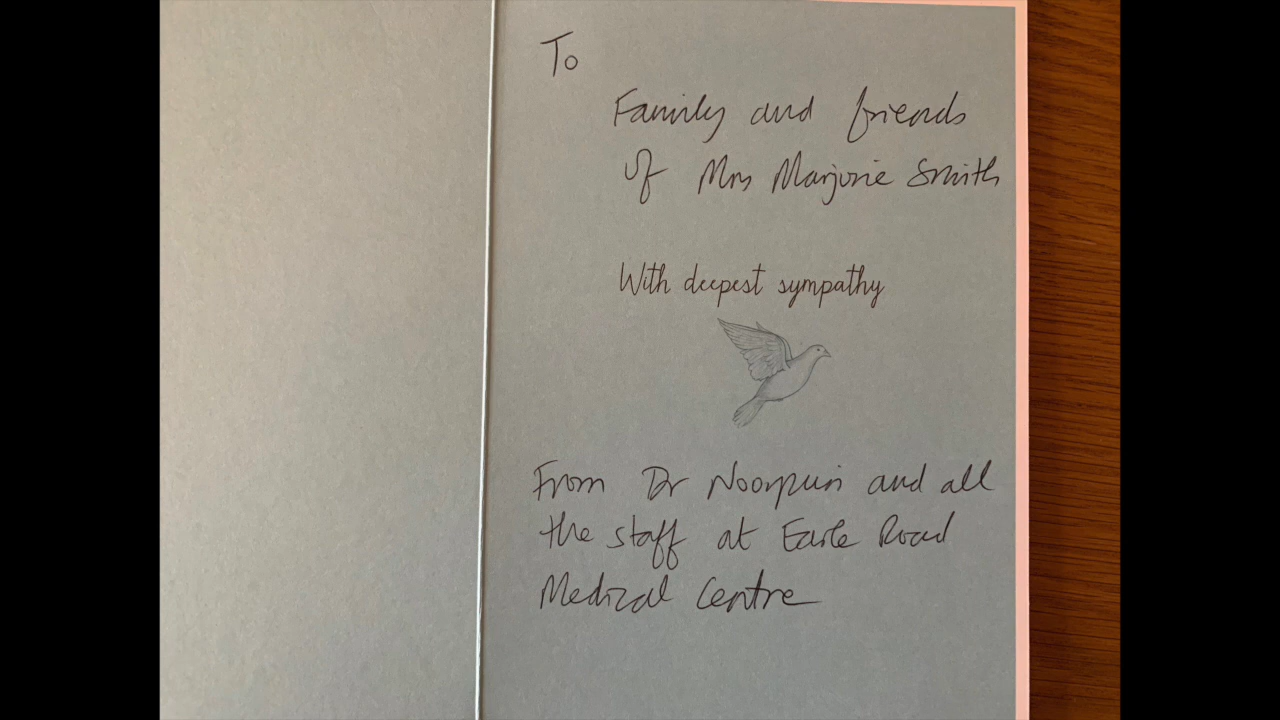 To
Family and friends
of Mrs Marjorie Smith
With deepest sympathy
From Dr Noorpuri and all
the staff at Earle Road
Medical Centre